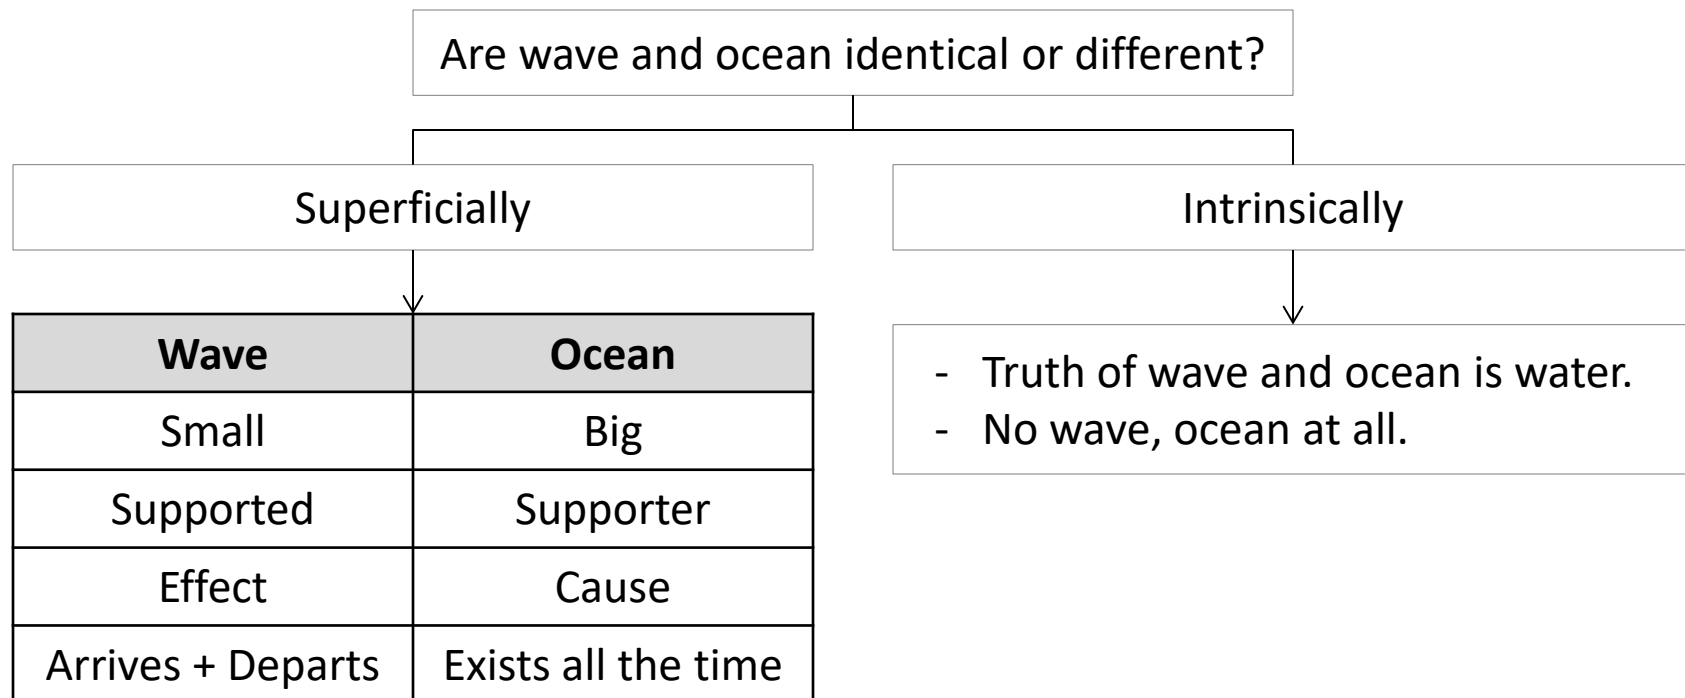 Are wave and ocean identical or different?
Superficially
Intrinsically
Wave Ocean
Small Big
Supported Supporter
Effect Cause
Arrives + Departs Exists all the time
- Truth of wave and ocean is water.
- No wave, ocean at all.